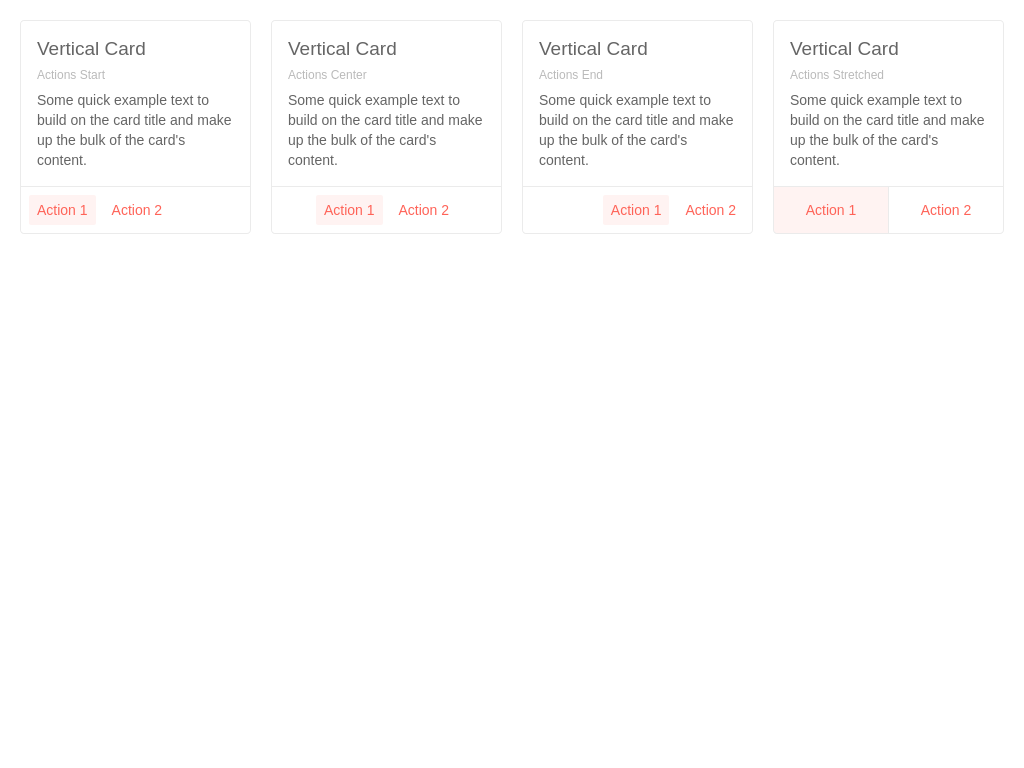 Vertical Card
Actions Start
Some quick example text to
build on the card title and make
up the bulk of the card's
content.
Action 1 Action 2
Vertical Card
Actions Center
Some quick example text to
build on the card title and make
up the bulk of the card's
content.
Action 1 Action 2
Vertical Card
Actions End
Some quick example text to
build on the card title and make
up the bulk of the card's
content.
Action 1 Action 2
Vertical Card
Actions Stretched
Some quick example text to
build on the card title and make
up the bulk of the card's
content.
Action 1 Action 2